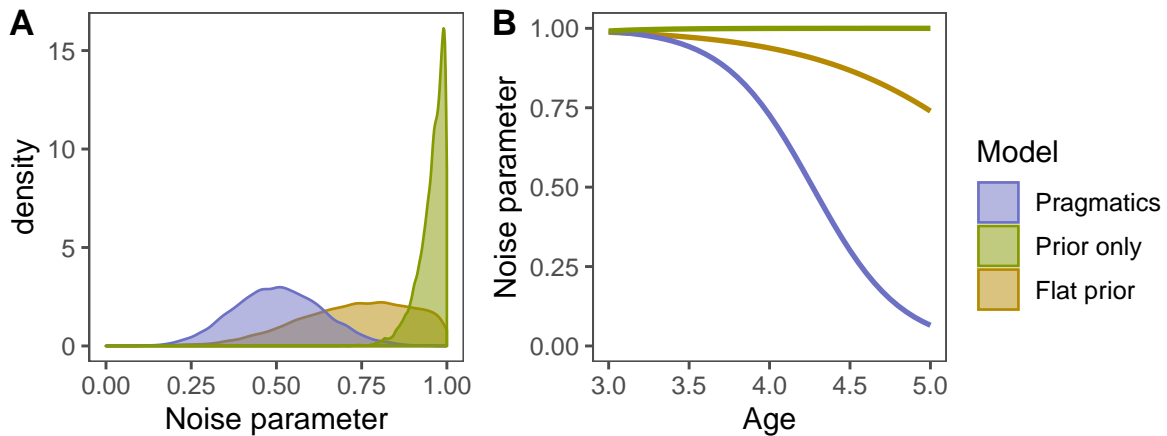 A
density
15
10
5
0
0.00 0.25 0.50 0.75 1.00
Noise parameter
B
Noise parameter
1.00
0.75
0.50
0.25
0.00
3.0 3.5 4.0 4.5 5.0
Age
Model
Pragmatics
Prior only
Flat prior